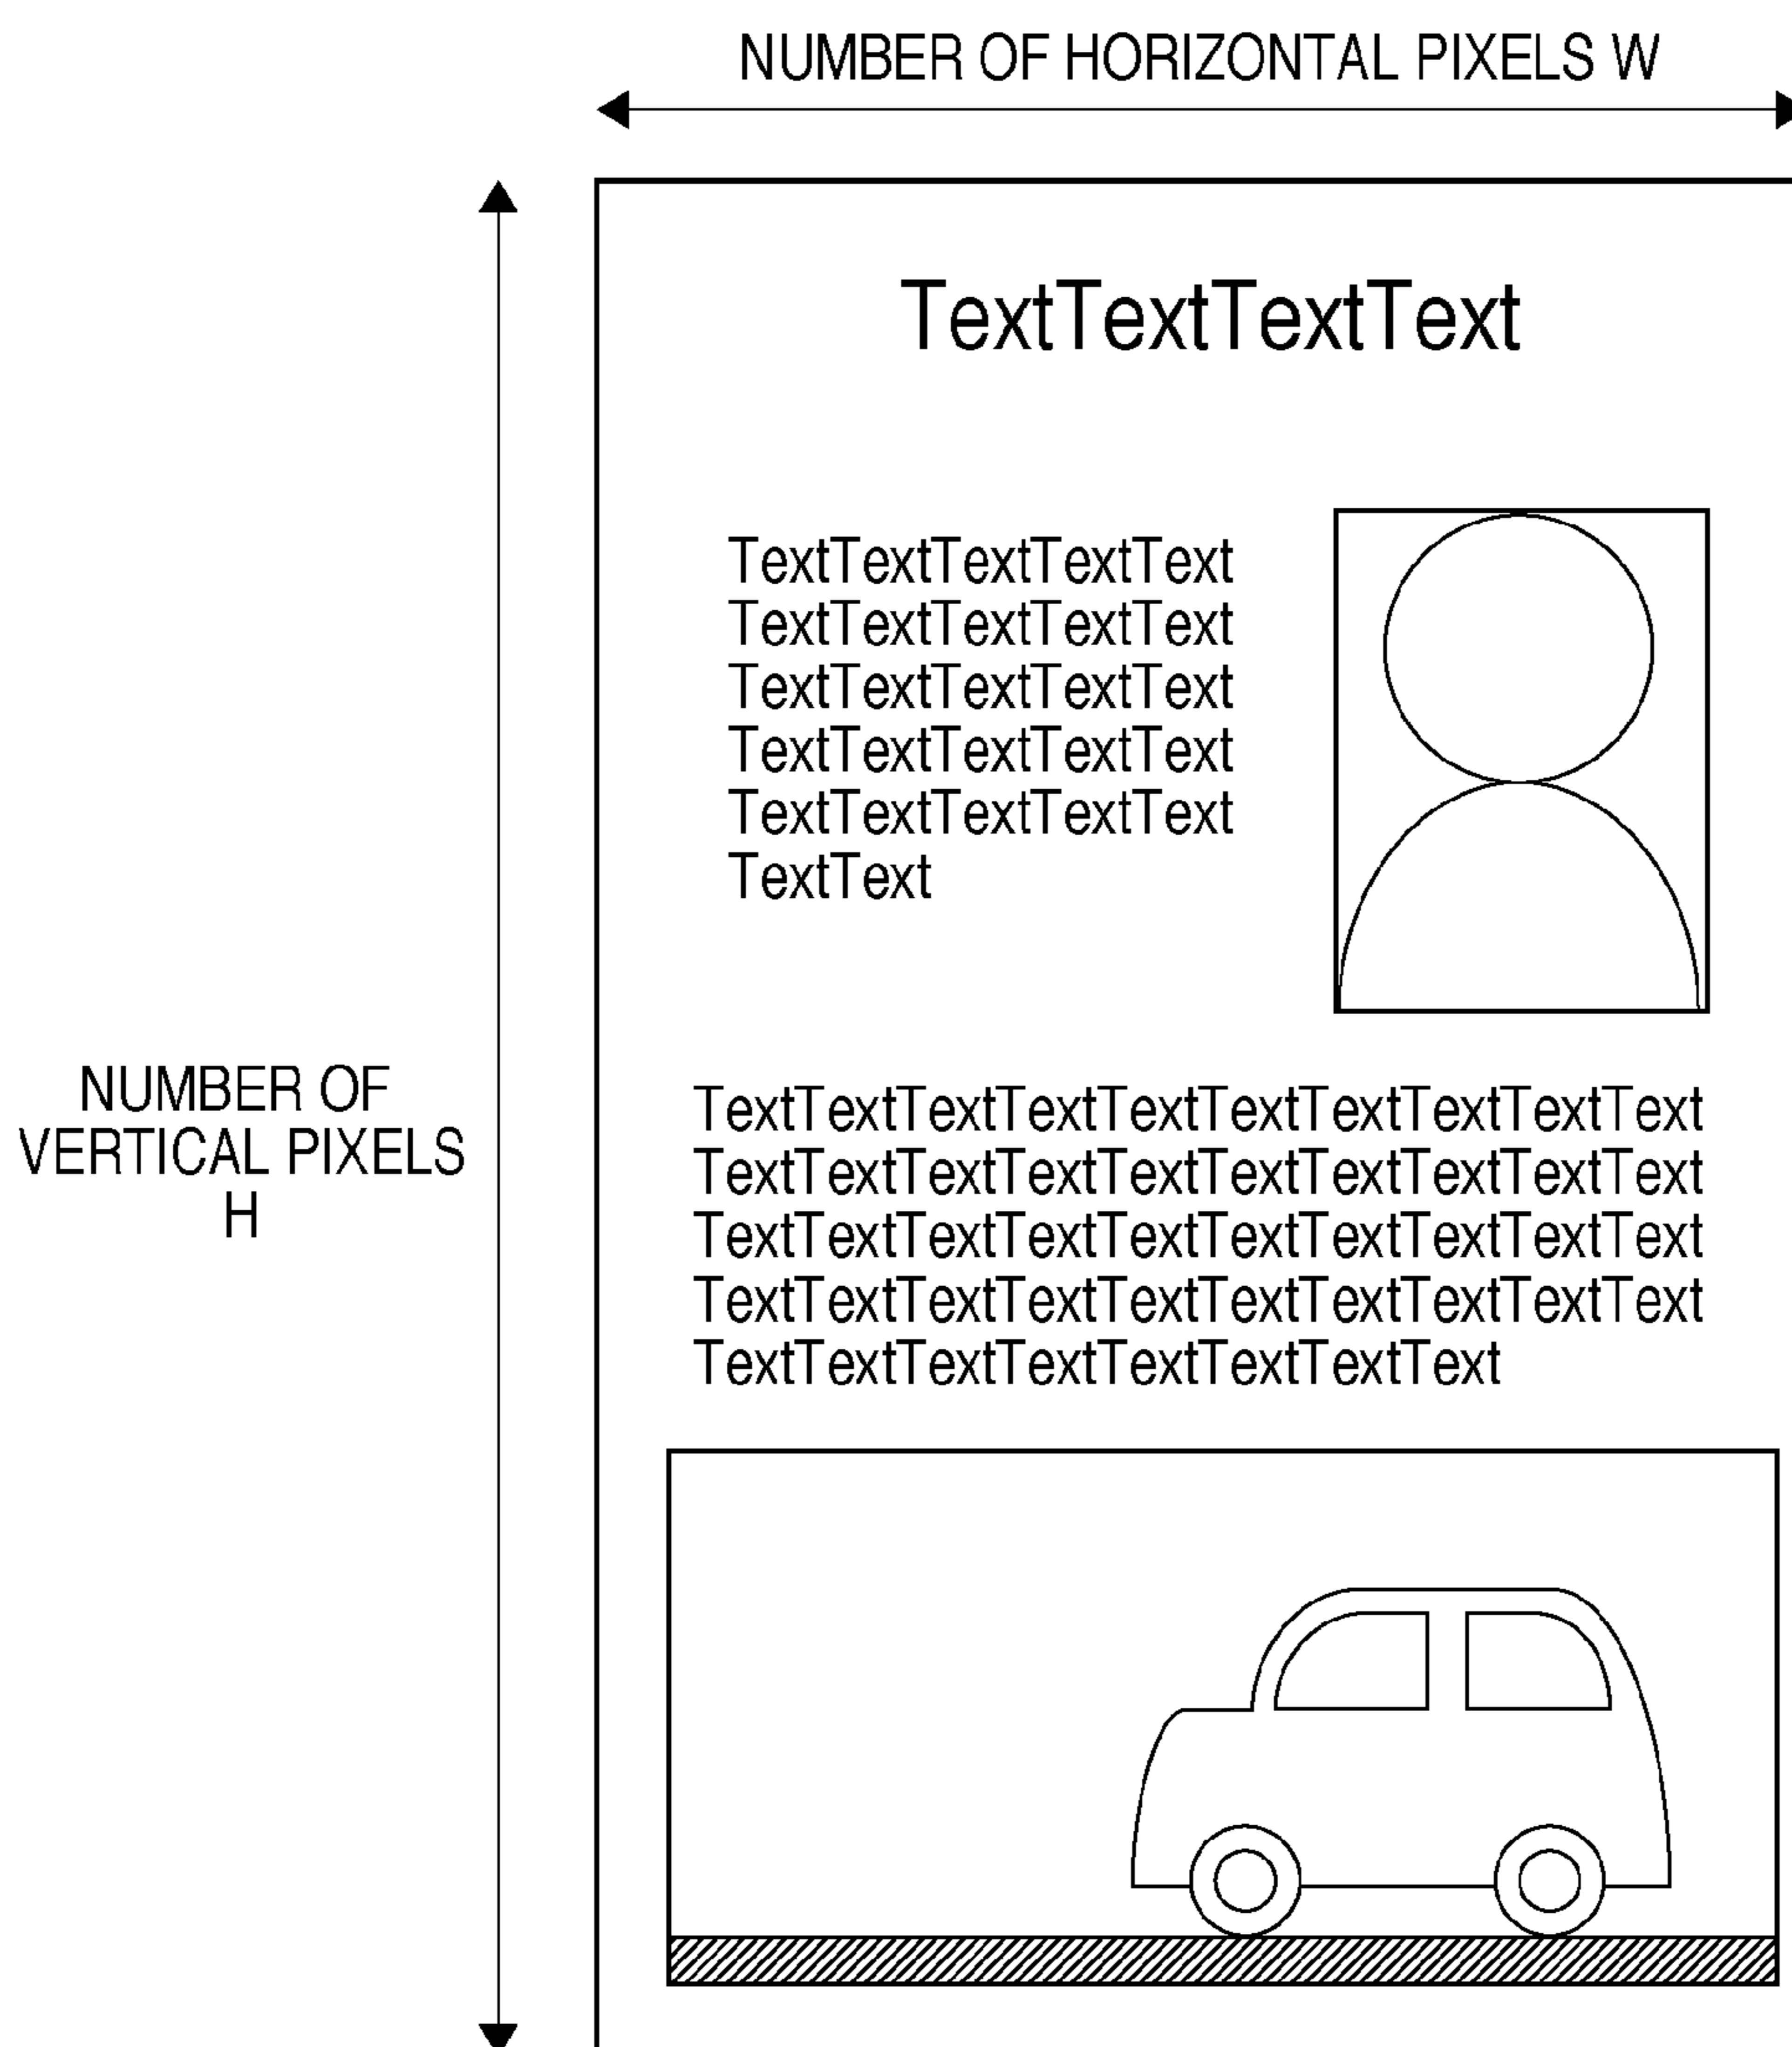 NUMBER OF HORIZONTAL PIXELS W
TextTextTextText
TextTextTextTextText
TextTextTextTextText
TextTextTextTextText
TextTextTextTextText
TextTextTextTextText
TextText
NUMBER OF
VERTICAL PIXELS
H
TextTextTextTextTextTextTextTextTextText
TextTextTextTextTextTextTextTextTextText
TextTextTextTextTextTextTextTextTextText
TextTextTextTextTextTextTextTextTextText
TextTextTextTextTextTextTextText